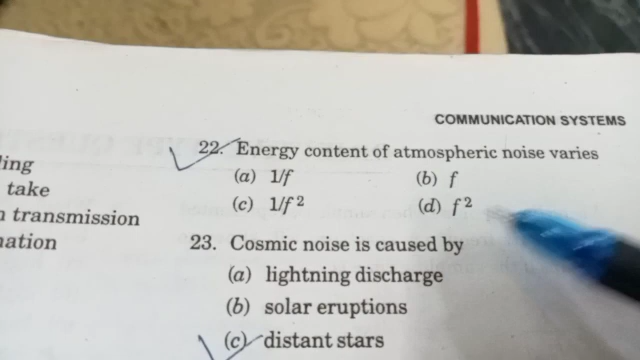 COMMUNICATION SYSTEMS
22. Energy content of atmospheric noise varies
(a) 1/f (b) f
(c) 1/f² (d) f²
23. Cosmic noise is caused by
(a) lightning discharge
(b) solar eruptions
(c) distant stars
ing
take
transmission